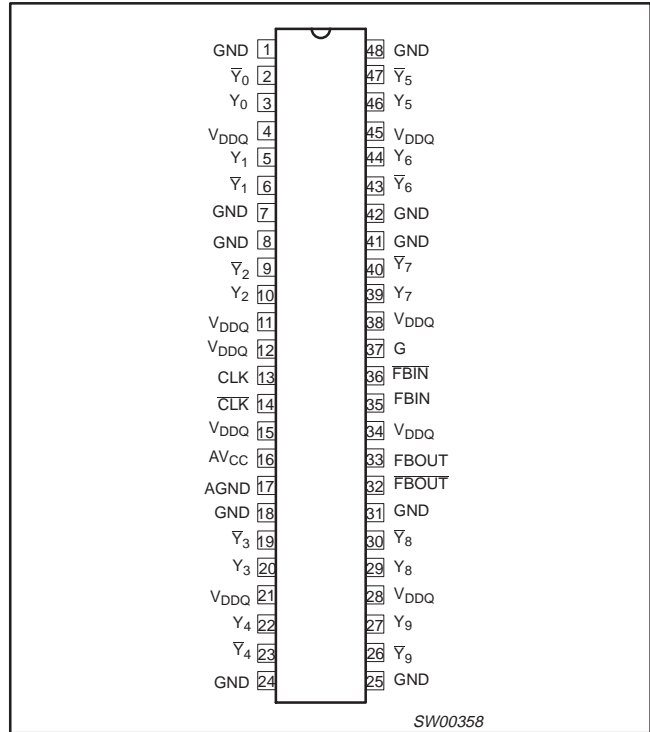 GND 1 48 GND
Y̅0 2 47 Y̅5
Y0 3 46 Y5
VDDQ 4 45 VDDQ
Y1 5 44 Y6
Y̅1 6 43 Y̅6
GND 7 42 GND
GND 8 41 GND
Y̅2 9 40 Y̅7
Y2 10 39 Y7
VDDQ 11 38 VDDQ
VDDQ 12 37 G
CLK 13 36 F̅B̅I̅N̅
C̅L̅K̅ 14 35 FBIN
VDDQ 15 34 VDDQ
AVCC 16 33 FBOUT
AGND 17 32 F̅B̅O̅U̅T̅
GND 18 31 GND
Y̅3 19 30 Y̅8
Y3 20 29 Y8
VDDQ 21 28 VDDQ
Y4 22 27 Y9
Y̅4 23 26 Y̅9
GND 24 25 GND
SW00358